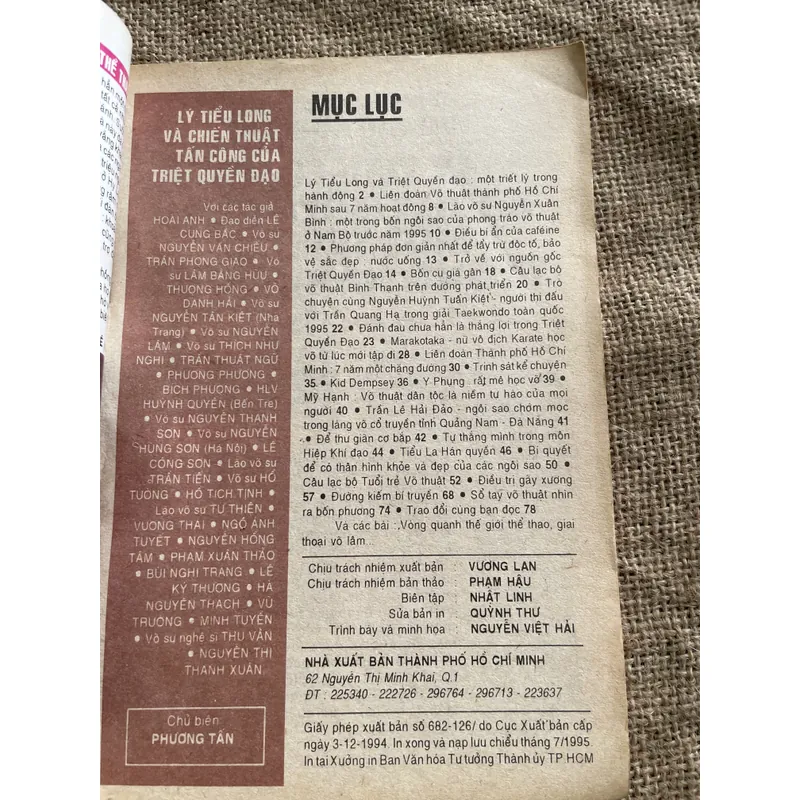 THẾ TH
LÝ TIỂU LONG
VÀ CHIẾN THUẬT
TẤN CÔNG CỦA
TRIỆT QUYỀN ĐẠO
Với các tác giả
HOÀI ANH • Đạo diễn LÊ
CUNG BẮC • Võ sư
NGUYỄN VĂN CHIẾU •
TRẦN PHONG GIAO • Võ
sư LÂM BẰNG HỮU •
THƯỢNG HỒNG • VÕ
DANH HẢI • Võ sư
NGUYỄN TẤN KIỆT (Nha
Trang) • Võ sư NGUYỄN
LÂM • Võ sư THÍCH NHƯ
NGHI • TRẦN THUẬT NGỮ
• PHƯƠNG PHƯƠNG •
BÍCH PHƯỢNG • HLV
HUỲNH QUYỀN (Bến Tre)
• Võ sư NGUYỄN THANH
SƠN • Võ sư NGUYỄN
HÙNG SƠN (Hà Nội) • LÊ
CÔNG SƠN • Lão võ sư
TRẦN TIẾN • Võ sư HỒ
TƯỜNG • HỒ TỊCH TỊNH •
Lão võ sư TỪ THIỆN •
VƯƠNG THÁI • NGÔ ÁNH
TUYẾT • NGUYỄN HỒNG
TÂM • PHẠM XUÂN THẢO
• BÙI NGHI TRANG • LÊ
KÝ THƯƠNG • HÀ
NGUYÊN THẠCH • VŨ
TRƯỜNG • MINH TUYỀN
• Võ sư nghệ sĩ THU VÂN
• NGUYỄN THỊ
THANH XUÂN
Chủ biên
PHƯƠNG TẤN
MỤC LỤC
Lý Tiểu Long và Triệt Quyền đạo : một triết lý trong
hành động 2 • Liên đoàn Võ thuật thành phố Hồ Chí
Minh sau 7 năm hoạt động 8 • Lão võ sư Nguyễn Xuân
Bình : một trong bốn ngôi sao của phong trào võ thuật
ở Nam Bộ trước năm 1995 10 • Điều bí ẩn của caféine
12 • Phương pháp đơn giản nhất để tẩy trừ độc tố, bảo
vệ sắc đẹp : nước uống 13 • Trở về với nguồn gốc
Triệt Quyền Đạo 14 • Bốn cú giá gân 18 • Câu lạc bộ
võ thuật Bình Thạnh trên đường phát triển 20 • Trò
chuyện cùng Nguyễn Huỳnh Tuấn Kiệt - người thi đấu
với Trần Quang Hạ trong giải Taekwondo toàn quốc
1995 22 • Đánh đau chưa hẳn là thắng lợi trong Triệt
Quyền Đạo 23 • Marakotaka - nữ vô địch Karate học
võ từ lúc mới tập đi 28 • Liên đoàn Thành phố Hồ Chí
Minh : 7 năm một chặng đường 30 • Trinh sát kể chuyện
35 • Kid Dempsey 36 • Y Phụng : rất mê học võ 39 •
Mỹ Hạnh : Võ thuật dân tộc là niềm tự hào của mọi
người 40 • Trần Lê Hải Đảo - ngôi sao chớm mọc
trong làng võ cổ truyền tỉnh Quảng Nam - Đà Nẵng 41
• Để thư giãn cơ bắp 42 • Tự thắng mình trong môn
Hiệp Khí đạo 44 • Tiểu La Hán quyền 46 • Bí quyết
để có thân hình khỏe và đẹp của các ngôi sao 50 •
Câu lạc bộ Tuổi trẻ Võ thuật 52 • Điều trị gãy xương
57 • Đường kiếm bí truyền 68 • Sổ tay võ thuật nhìn
ra bốn phương 74 • Trao đổi cùng bạn đọc 78
Và các bài : Vòng quanh thế giới thể thao, giai
thoại võ lâm...
Chịu trách nhiệm xuất bản : VƯƠNG LAN
Chịu trách nhiệm bản thảo : PHẠM HẬU
Biên tập : NHẬT LINH
Sửa bản in : QUỲNH THƯ
Trình bày và minh họa : NGUYỄN VIỆT HẢI
NHÀ XUẤT BẢN THÀNH PHỐ HỒ CHÍ MINH
62 Nguyễn Thị Minh Khai, Q.1
ĐT : 225340 - 222726 - 296764 - 296713 - 223637
Giấy phép xuất bản số 682-126/ do Cục Xuất bản cấp
ngày 3-12-1994. In xong và nạp lưu chiểu tháng 7/1995.
In tại Xưởng in Ban Văn hóa Tư tưởng Thành ủy TP HCM